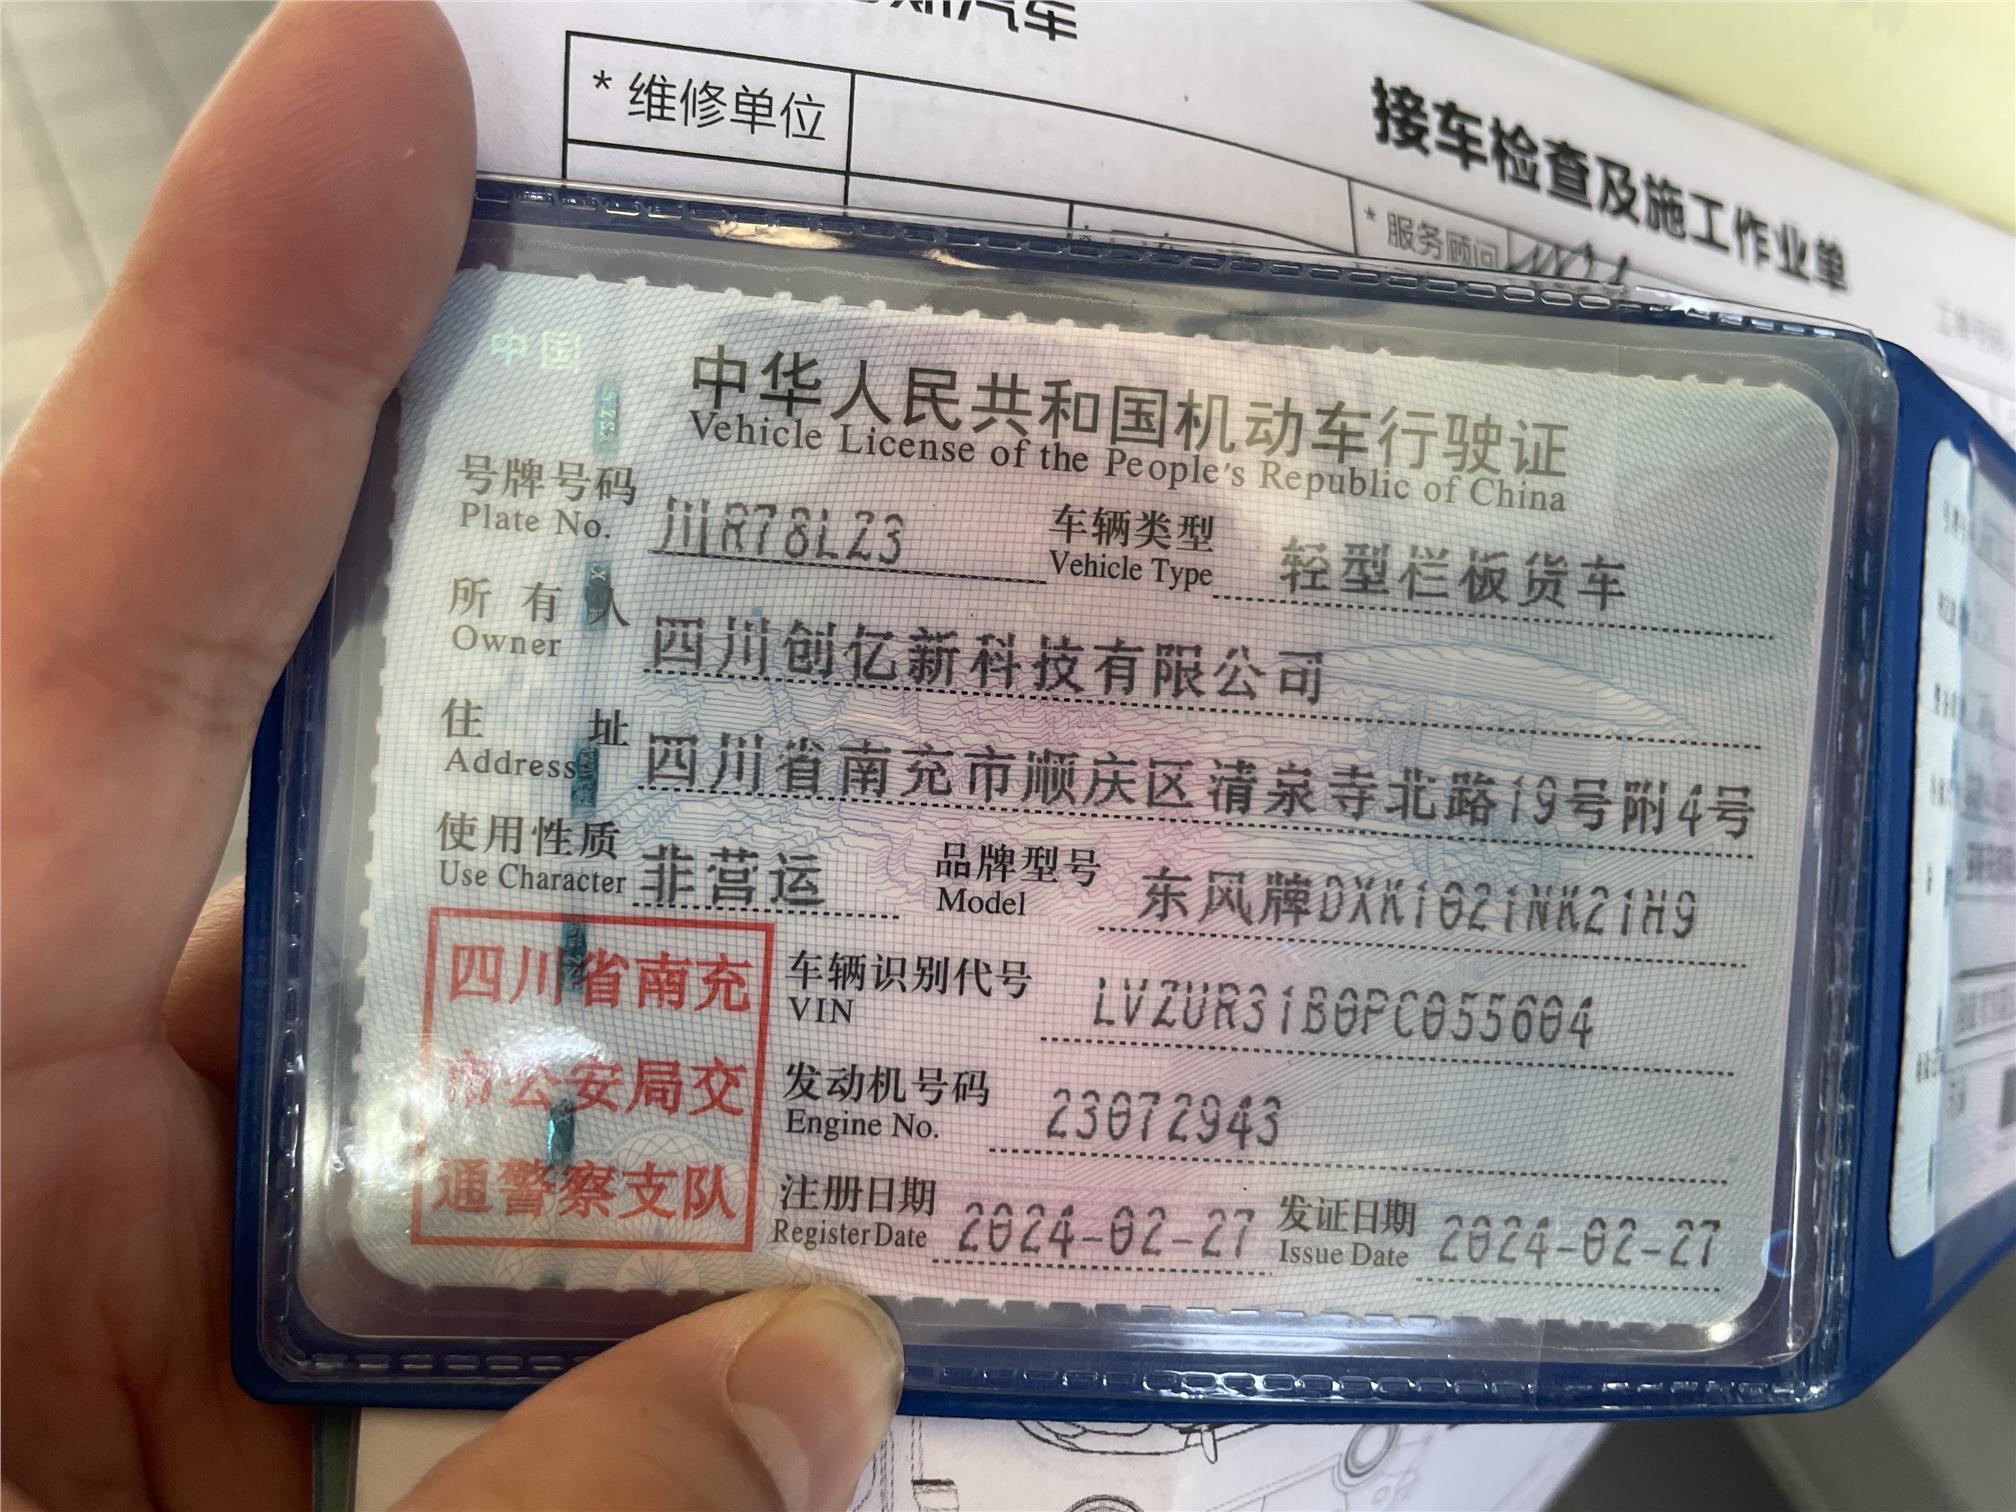 汽车
* 维修单位
接车检查及施工作业单
* 服务顾问
中国
中华人民共和国机动车行驶证
Vehicle License of the People's Republic of China
号牌号码 川R78LZ3 车辆类型 轻型栏板货车
Plate No. Vehicle Type
所有人 四川创亿新科技有限公司
Owner
住址 四川省南充市顺庆区清泉寺北路19号附4号
Address
使用性质 非营运 品牌型号 东风牌DXK1021NK21H9
Use Character Model
四川省南充
市公安局交
通警察支队
车辆识别代号 LVZUR31B0PC055604
VIN
发动机号码 23072943
Engine No.
注册日期 2024-02-27 发证日期 2024-02-27
Register Date Issue Date